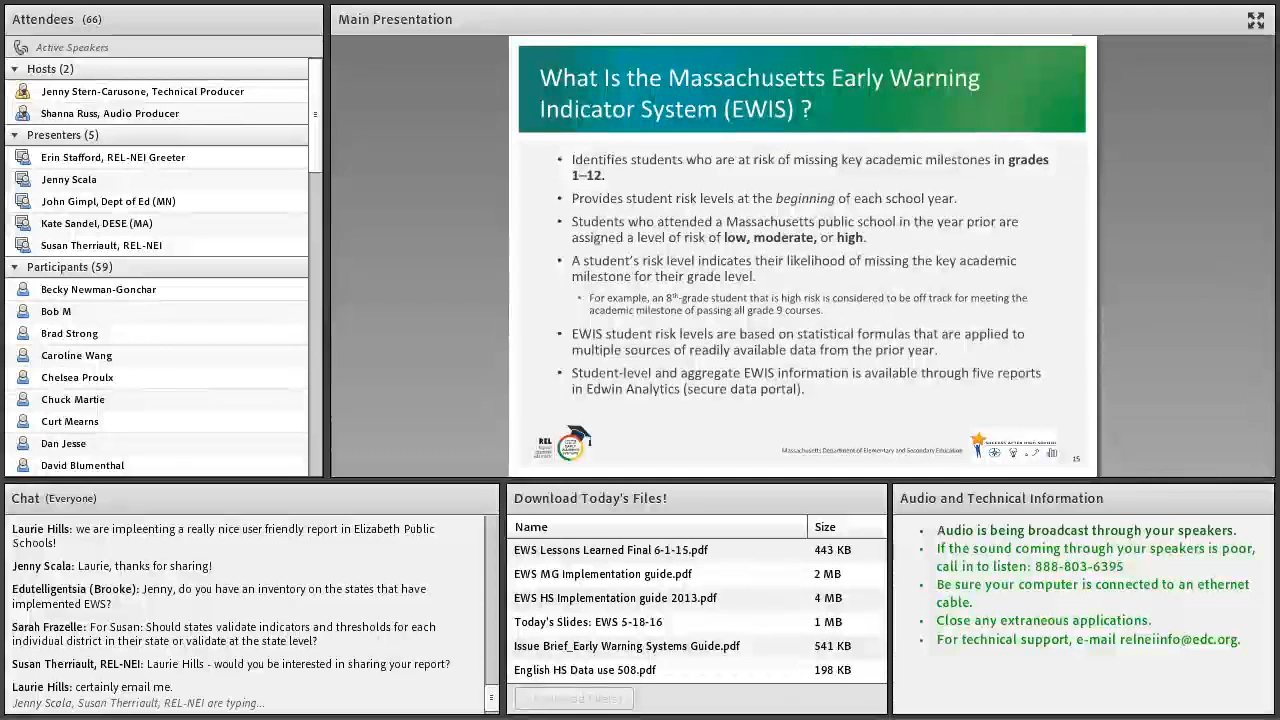 Attendees (66)
Active Speakers
Hosts (2)
Jenny Stern-Carusone, Technical Producer
Shanna Russ, Audio Producer
Presenters (5)
Erin Stafford, REL-NEI Greeter
Jenny Scala
John Gimpl, Dept of Ed (MN)
Kate Sandel, DESE (MA)
Susan Therriault, REL-NEI
Participants (59)
Becky Newman-Gonchar
Bob M
Brad Strong
Caroline Wang
Chelsea Proulx
Chuck Martie
Curt Mearns
Dan Jesse
David Blumenthal
Main Presentation
What Is the Massachusetts Early Warning
Indicator System (EWIS) ?
• Identifies students who are at risk of missing key academic milestones in grades
1–12.
• Provides student risk levels at the beginning of each school year.
• Students who attended a Massachusetts public school in the year prior are
assigned a level of risk of low, moderate, or high.
• A student's risk level indicates their likelihood of missing the key academic
milestone for their grade level.
• For example, an 8th-grade student that is high risk is considered to be off track for meeting the
academic milestone of passing all grade 9 courses.
• EWIS student risk levels are based on statistical formulas that are applied to
multiple sources of readily available data from the prior year.
• Student-level and aggregate EWIS information is available through five reports
in Edwin Analytics (secure data portal).
REL
Massachusetts Department of Elementary and Secondary Education
SUCCESS AFTER HIGH SCHOOL
15
Chat (Everyone)
Laurie Hills: we are impleenting a really nice user friendly report in Elizabeth Public
Schools!
Jenny Scala: Laurie, thanks for sharing!
Edutelligentsia (Brooke): Jenny, do you have an inventory on the states that have
implemented EWS?
Sarah Frazelle: For Susan: Should states validate indicators and thresholds for each
individual district in their state or validate at the state level?
Susan Therriault, REL-NEI: Laurie Hills - would you be interested in sharing your report?
Laurie Hills: certainly email me.
Jenny Scala, Susan Therriault, REL-NEI are typing...
Download Today's Files!
Name Size
EWS Lessons Learned Final 6-1-15.pdf 443 KB
EWS MG Implementation guide.pdf 2 MB
EWS HS Implementation guide 2013.pdf 4 MB
Today's Slides: EWS 5-18-16 1 MB
Issue Brief_Early Warning Systems Guide.pdf 541 KB
English HS Data use 508.pdf 198 KB
Download File(s)
Audio and Technical Information
• Audio is being broadcast through your speakers.
• If the sound coming through your speakers is poor,
call in to listen: 888-803-6395
• Be sure your computer is connected to an ethernet
cable.
• Close any extraneous applications.
• For technical support, e-mail relneiinfo@edc.org.